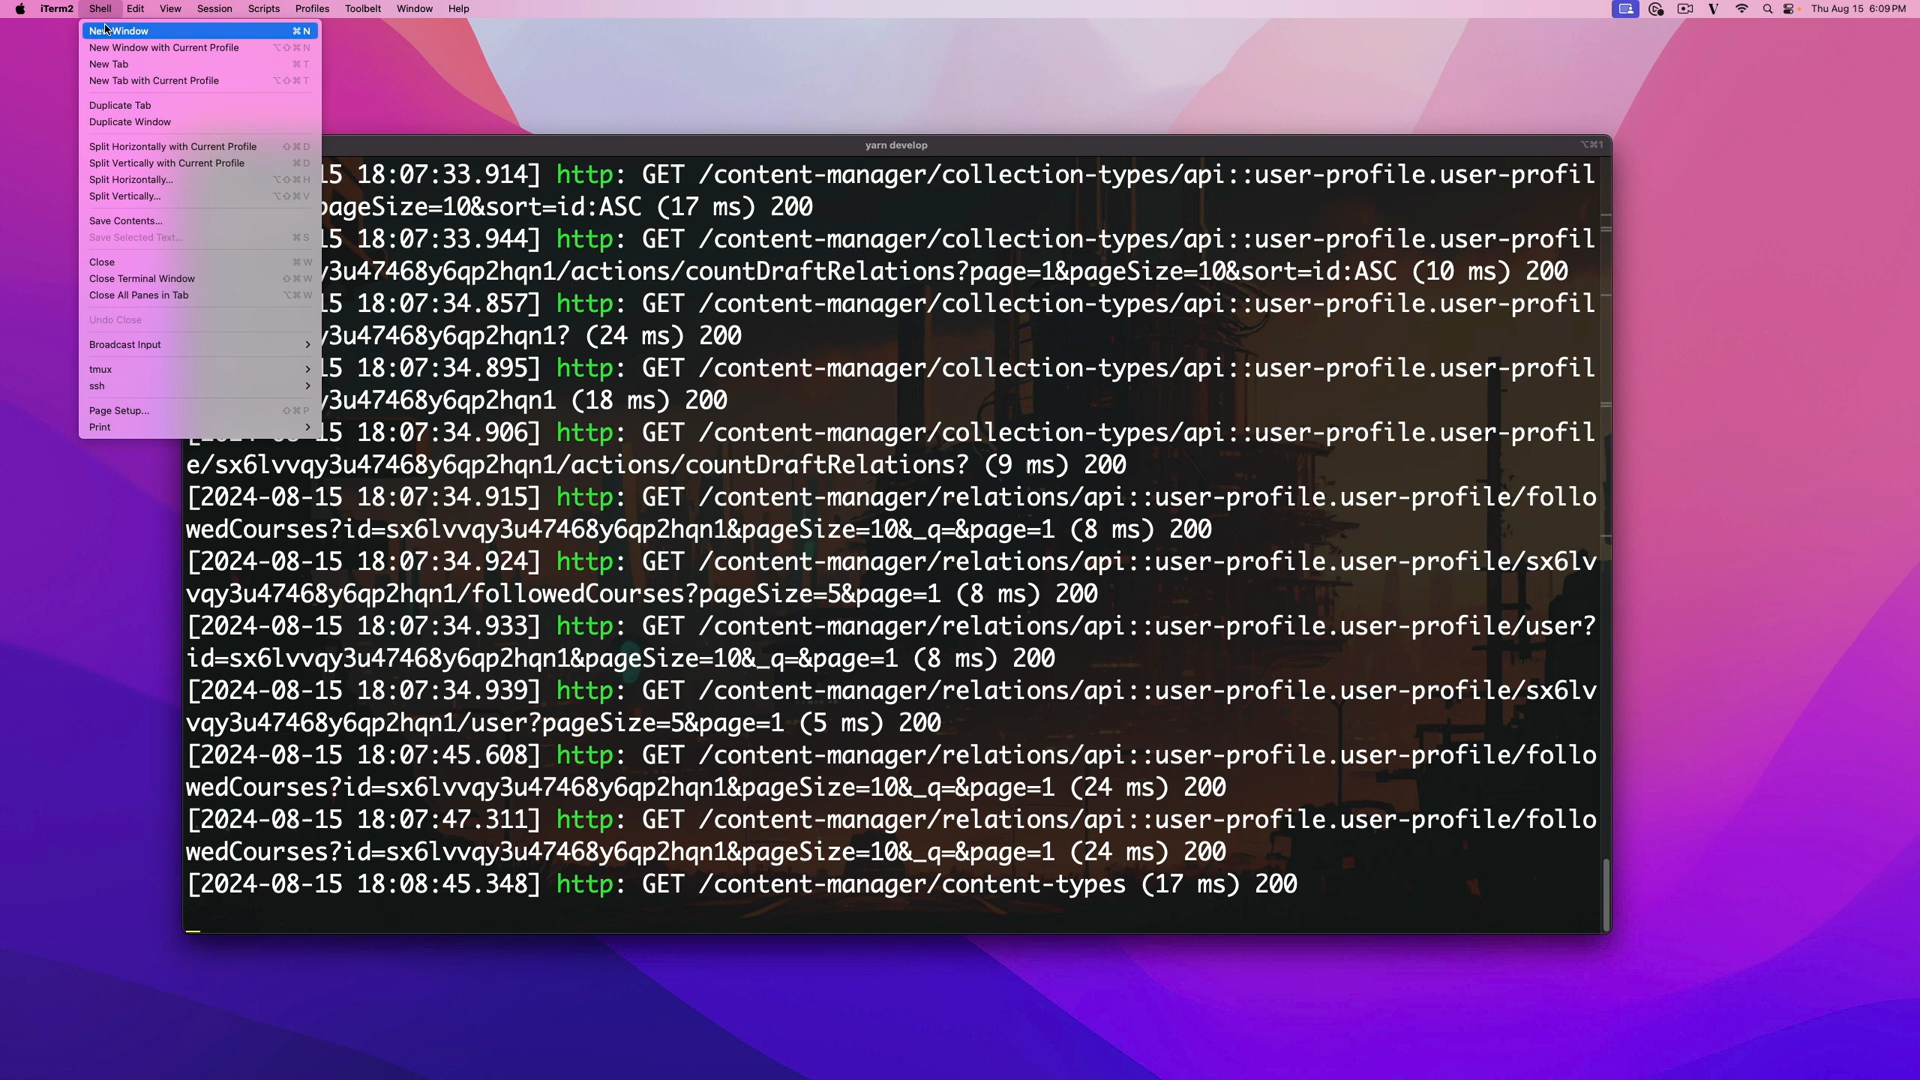 iTerm2 Shell Edit View Session Scripts Profiles Toolbelt Window Help Thu Aug 15 6:09 PM
New Window ⌘N
New Window with Current Profile ⌥⇧⌘N
New Tab ⌘T
New Tab with Current Profile ⌥⇧⌘T
Duplicate Tab
Duplicate Window
Split Horizontally with Current Profile ⇧⌘D
Split Vertically with Current Profile ⌘D
Split Horizontally... ⌥⇧⌘H
Split Vertically... ⌥⇧⌘V
Save Contents...
Save Selected Text... ⌘S
Close ⌘W
Close Terminal Window ⇧⌘W
Close All Panes in Tab ⌥⌘W
Undo Close
Broadcast Input
tmux
ssh
Page Setup... ⇧⌘P
Print
yarn develop ⌥⌘1
15 18:07:33.914] http: GET /content-manager/collection-types/api::user-profile.user-profil
pageSize=10&sort=id:ASC (17 ms) 200
15 18:07:33.944] http: GET /content-manager/collection-types/api::user-profile.user-profil
y3u47468y6qp2hqn1/actions/countDraftRelations?page=1&pageSize=10&sort=id:ASC (10 ms) 200
15 18:07:34.857] http: GET /content-manager/collection-types/api::user-profile.user-profil
y3u47468y6qp2hqn1? (24 ms) 200
15 18:07:34.895] http: GET /content-manager/collection-types/api::user-profile.user-profil
y3u47468y6qp2hqn1 (18 ms) 200
15 18:07:34.906] http: GET /content-manager/collection-types/api::user-profile.user-profil
e/sx6lvvqy3u47468y6qp2hqn1/actions/countDraftRelations? (9 ms) 200
[2024-08-15 18:07:34.915] http: GET /content-manager/relations/api::user-profile.user-profile/follo
wedCourses?id=sx6lvvqy3u47468y6qp2hqn1&pageSize=10&_q=&page=1 (8 ms) 200
[2024-08-15 18:07:34.924] http: GET /content-manager/relations/api::user-profile.user-profile/sx6lv
vqy3u47468y6qp2hqn1/followedCourses?pageSize=5&page=1 (8 ms) 200
[2024-08-15 18:07:34.933] http: GET /content-manager/relations/api::user-profile.user-profile/user?
id=sx6lvvqy3u47468y6qp2hqn1&pageSize=10&_q=&page=1 (8 ms) 200
[2024-08-15 18:07:34.939] http: GET /content-manager/relations/api::user-profile.user-profile/sx6lv
vqy3u47468y6qp2hqn1/user?pageSize=5&page=1 (5 ms) 200
[2024-08-15 18:07:45.608] http: GET /content-manager/relations/api::user-profile.user-profile/follo
wedCourses?id=sx6lvvqy3u47468y6qp2hqn1&pageSize=10&_q=&page=1 (24 ms) 200
[2024-08-15 18:07:47.311] http: GET /content-manager/relations/api::user-profile.user-profile/follo
wedCourses?id=sx6lvvqy3u47468y6qp2hqn1&pageSize=10&_q=&page=1 (24 ms) 200
[2024-08-15 18:08:45.348] http: GET /content-manager/content-types (17 ms) 200